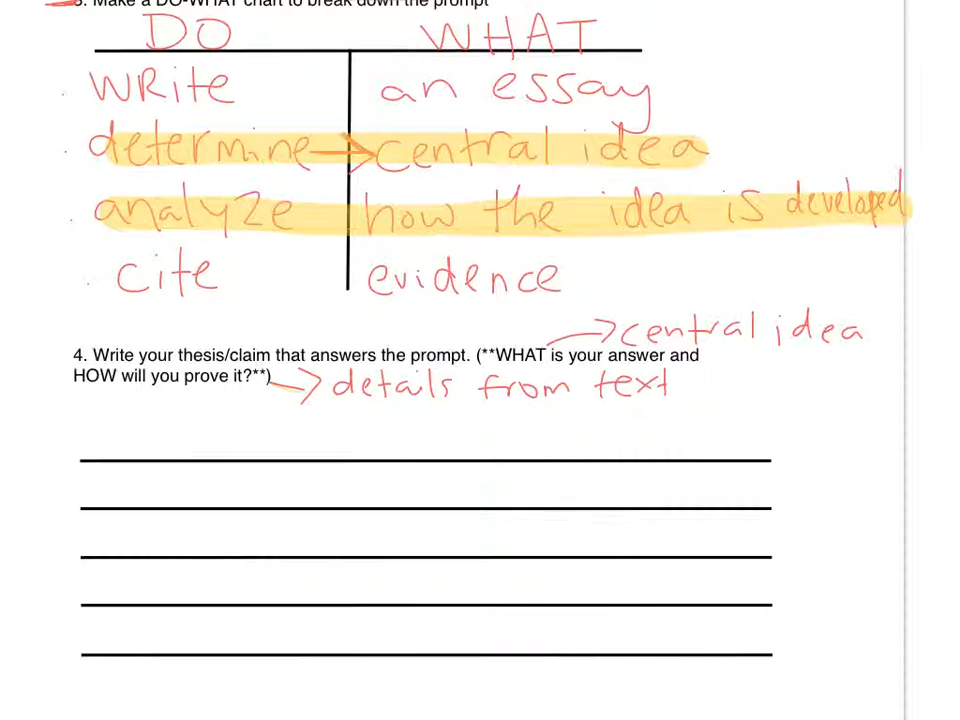 3. Make a DO-WHAT chart to break down the prompt
DO WHAT
WRite an essay
determine → central idea
analyze how the idea is developed
cite evidence
→ central idea
4. Write your thesis/claim that answers the prompt. (**WHAT is your answer and
HOW will you prove it?**) → details from text